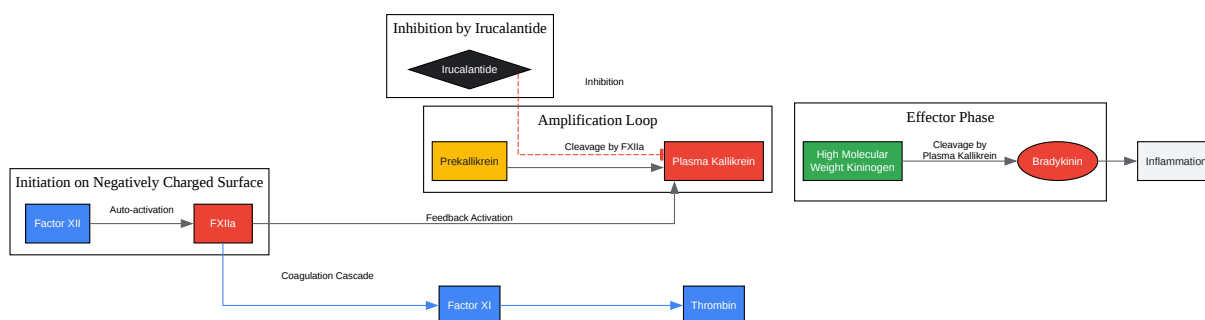 Inhibition by Irucalantide
Irucalantide
Inhibition
Amplification Loop
Prekallikrein
Cleavage by FXIIa
Plasma Kallikrein
Effector Phase
High Molecular
Weight Kininogen
Cleavage by
Plasma Kallikrein
Bradykinin
Inflammation
Initiation on Negatively Charged Surface
Factor XII
Auto-activation
FXIIa
Feedback Activation
Coagulation Cascade
Factor XI
Thrombin